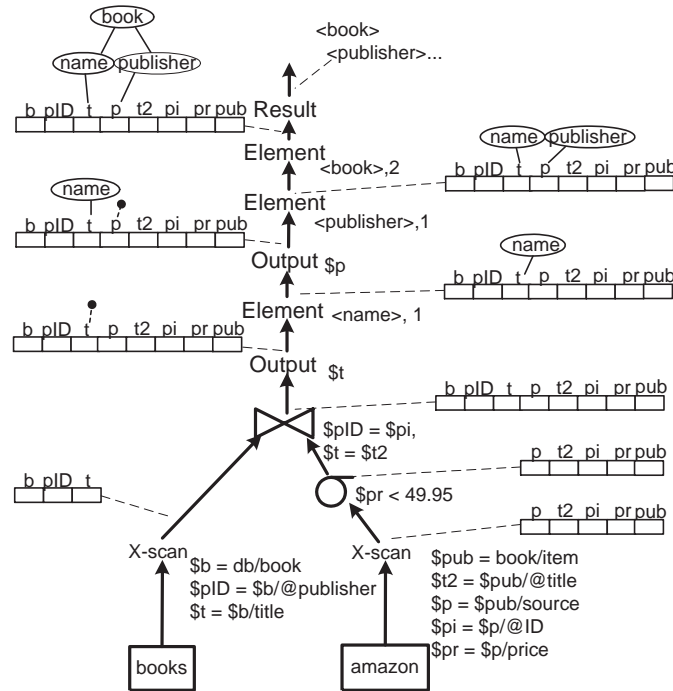 book
name publisher
b pID t p t2 pi pr pub
<book>
<publisher>...
Result
Element
<book>,2
name publisher
b pID t p t2 pi pr pub
Element
<publisher>,1
name
b pID t p t2 pi pr pub
Output $p
name
b pID t p t2 pi pr pub
Element <name>, 1
b pID t p t2 pi pr pub
Output $t
b pID t p t2 pi pr pub
$pID = $pi,
$t = $t2
p t2 pi pr pub
$pr < 49.95
b pID t
p t2 pi pr pub
X-scan
$b = db/book
$pID = $b/@publisher
$t = $b/title
X-scan
$pub = book/item
$t2 = $pub/@title
$p = $pub/source
$pi = $p/@ID
$pr = $p/price
books
amazon